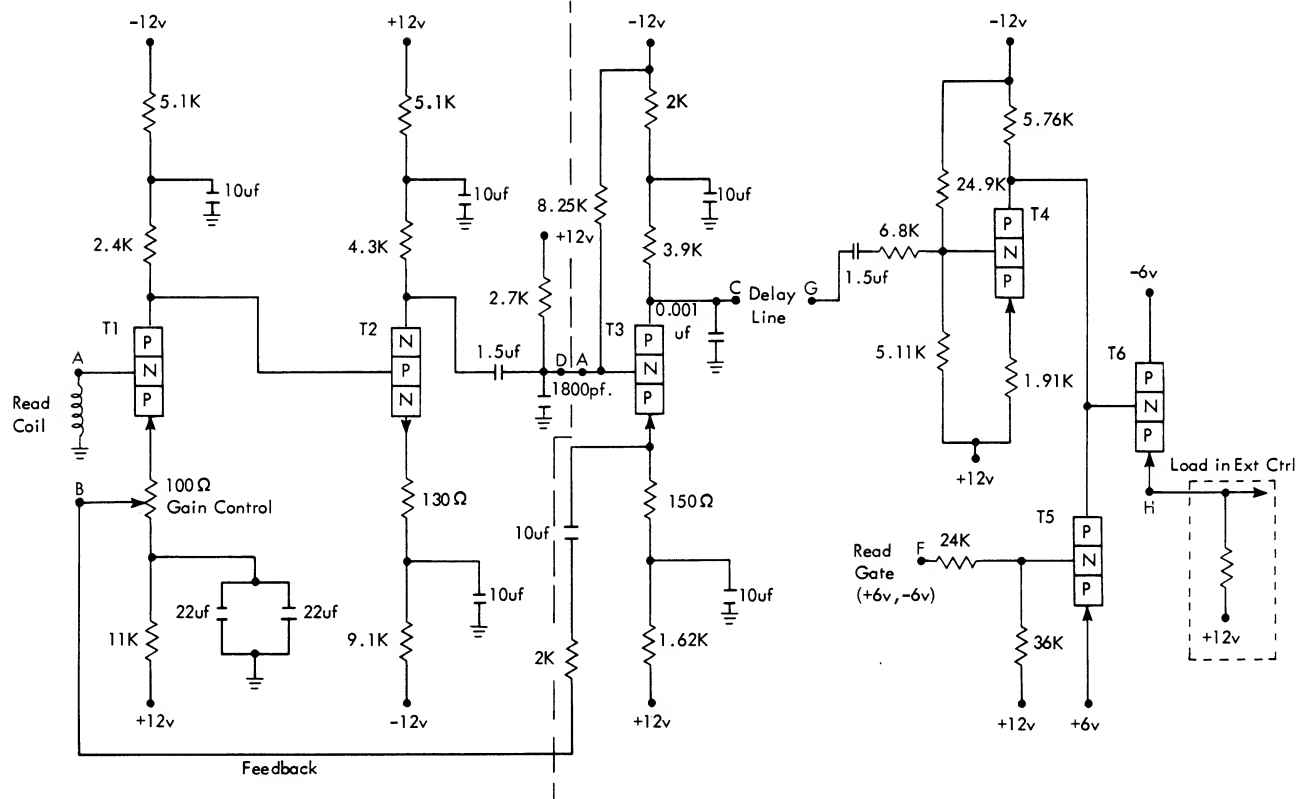 -12v
+12v
-12v
-12v
5.1K
5.1K
2K
5.76K
10uf
10uf
10uf
24.9K
8.25K
T4
P
N
P
2.4K
4.3K
+12v
3.9K
6.8K
1.5uf
-6v
2.7K
C
Delay
Line
G
0.001
uf
T1
P
N
P
T2
N
P
N
T3
P
N
P
A
1.5uf
D
A
1800pf.
5.11K
1.91K
T6
P
N
P
Read
Coil
+12v
Load in Ext Ctrl
B
100Ω
Gain Control
130Ω
150Ω
H
10uf
T5
P
N
P
Read
Gate
(+6v,-6v)
F
24K
22uf
22uf
10uf
10uf
11K
9.1K
2K
1.62K
36K
+12v
+12v
-12v
+12v
+12v
+6v
Feedback